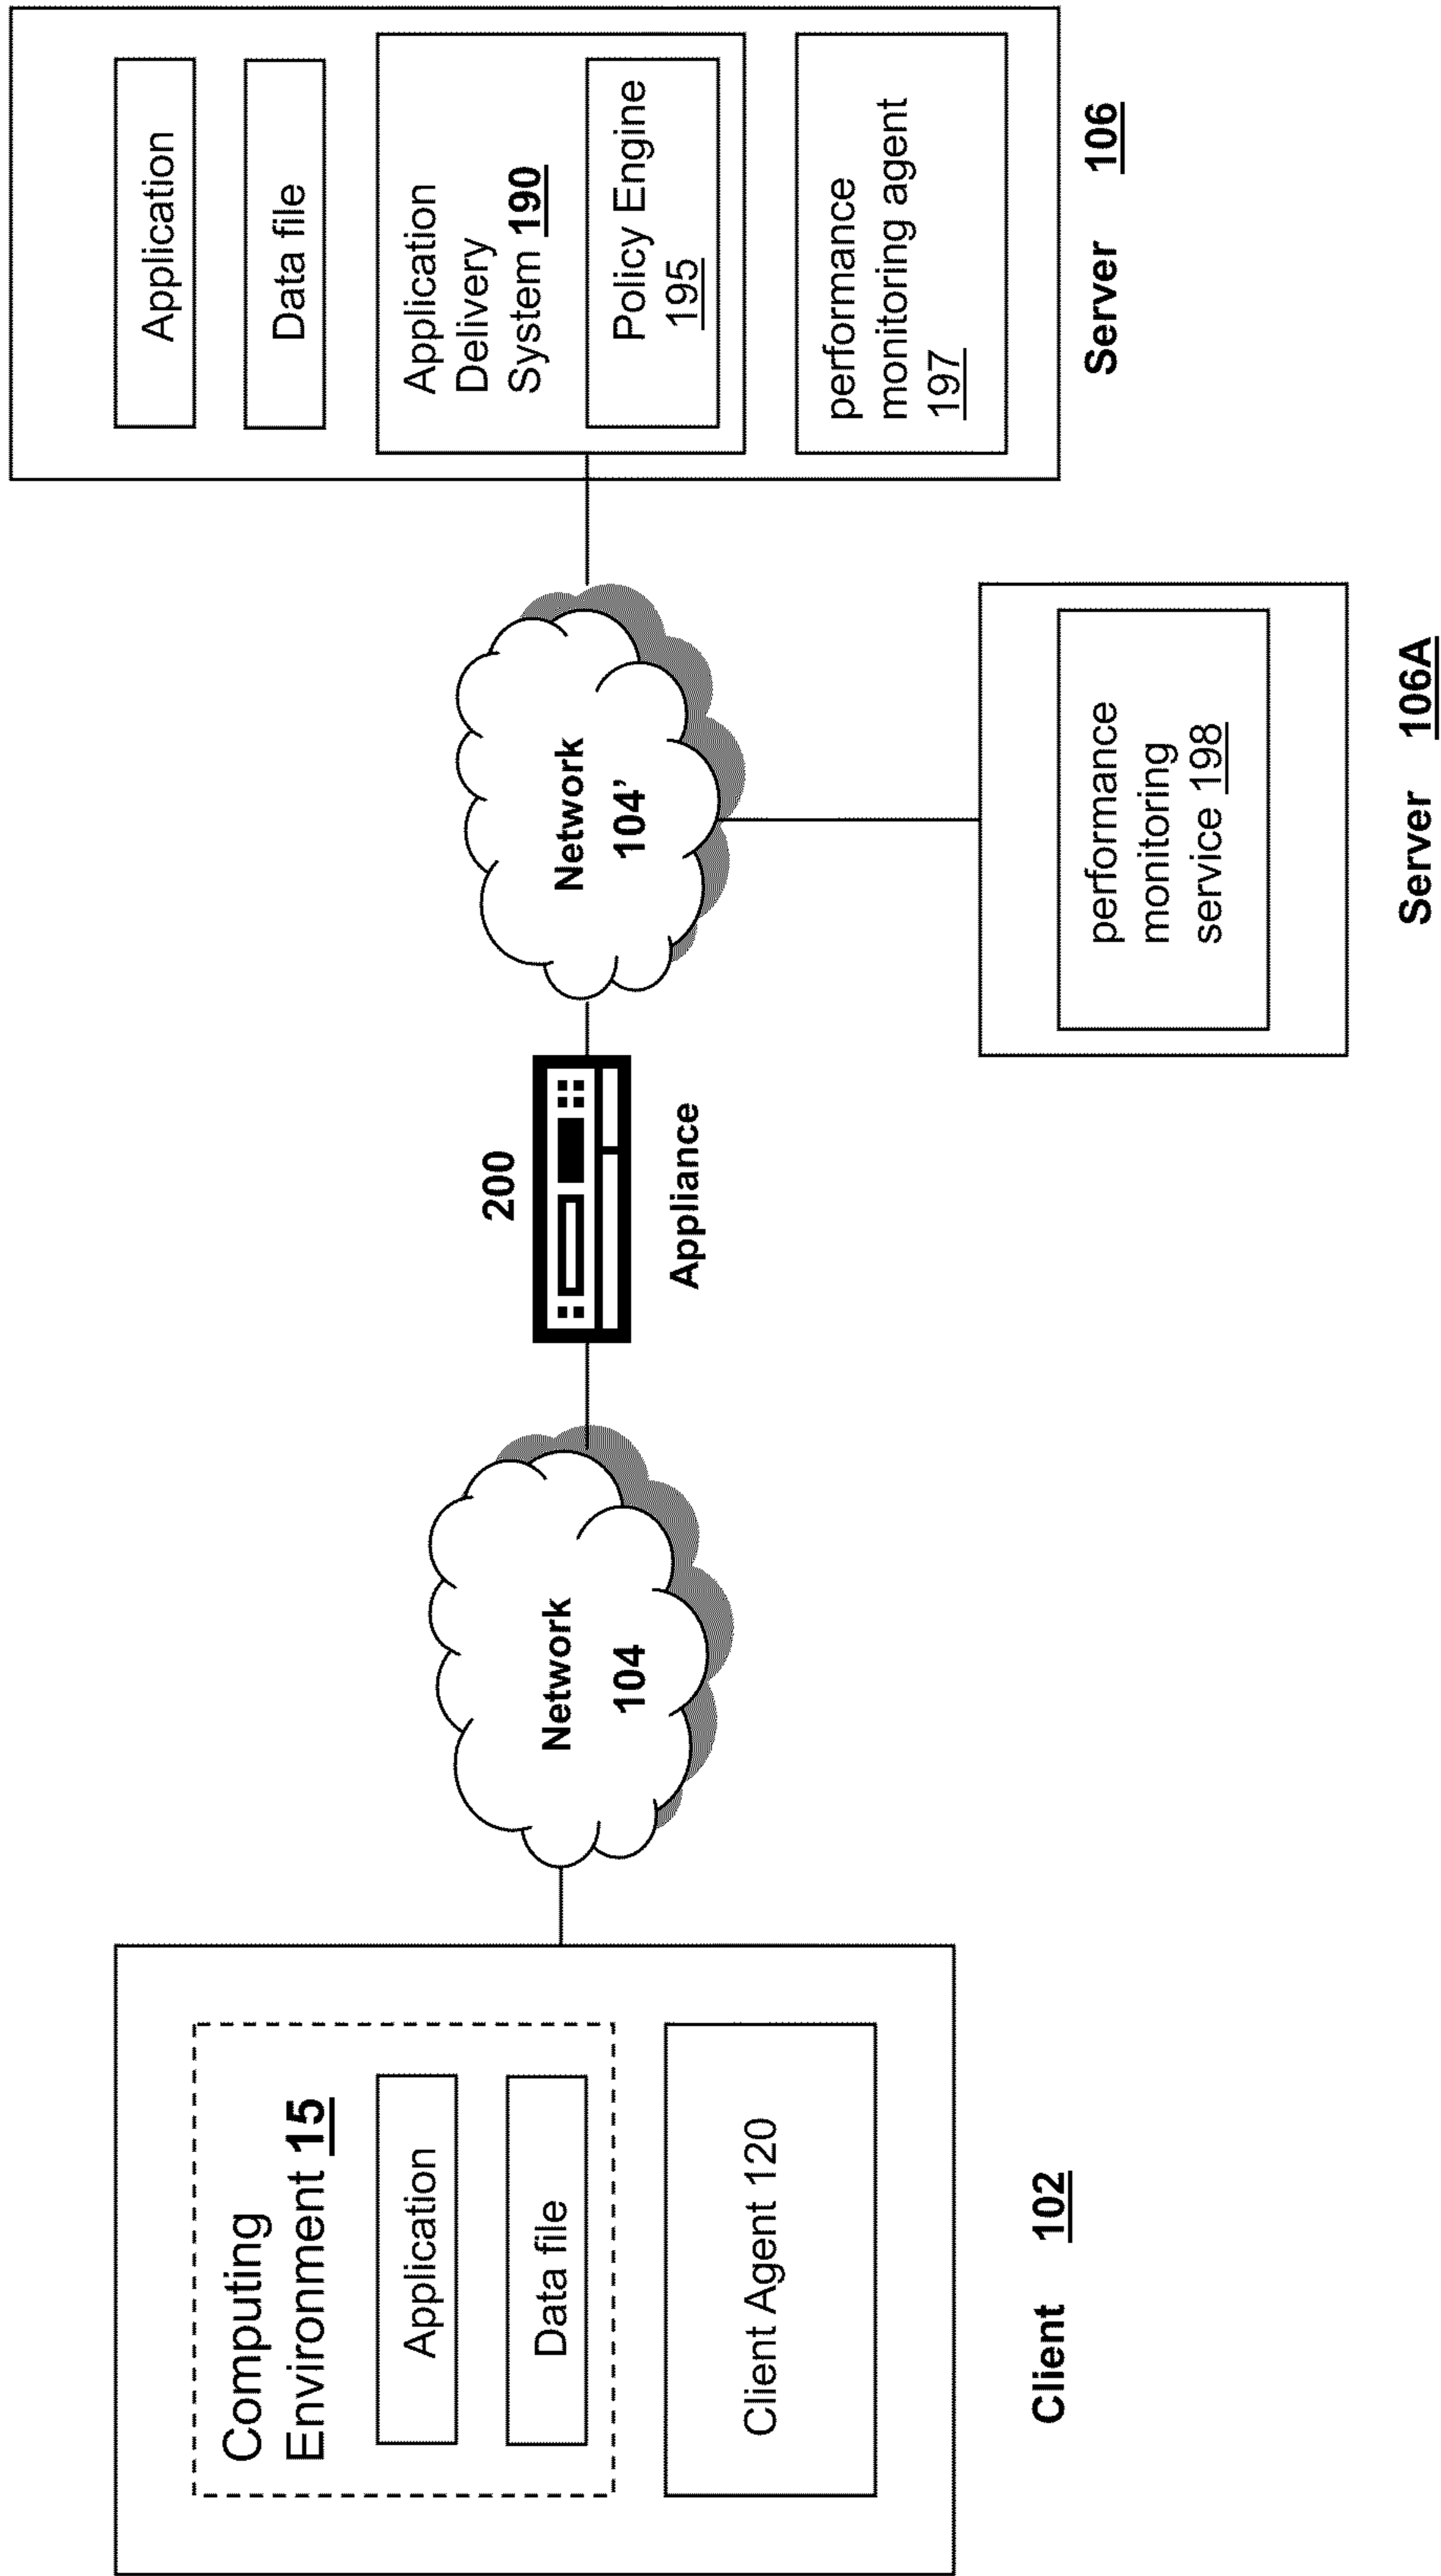 Computing
Environment 15
Application
Data file
Client Agent 120
Client 102
Network
104
200
Appliance
Network
104’
performance
monitoring
service 198
Server 106A
Application
Data file
Application
Delivery
System 190
Policy Engine
195
performance
monitoring agent
197
Server 106